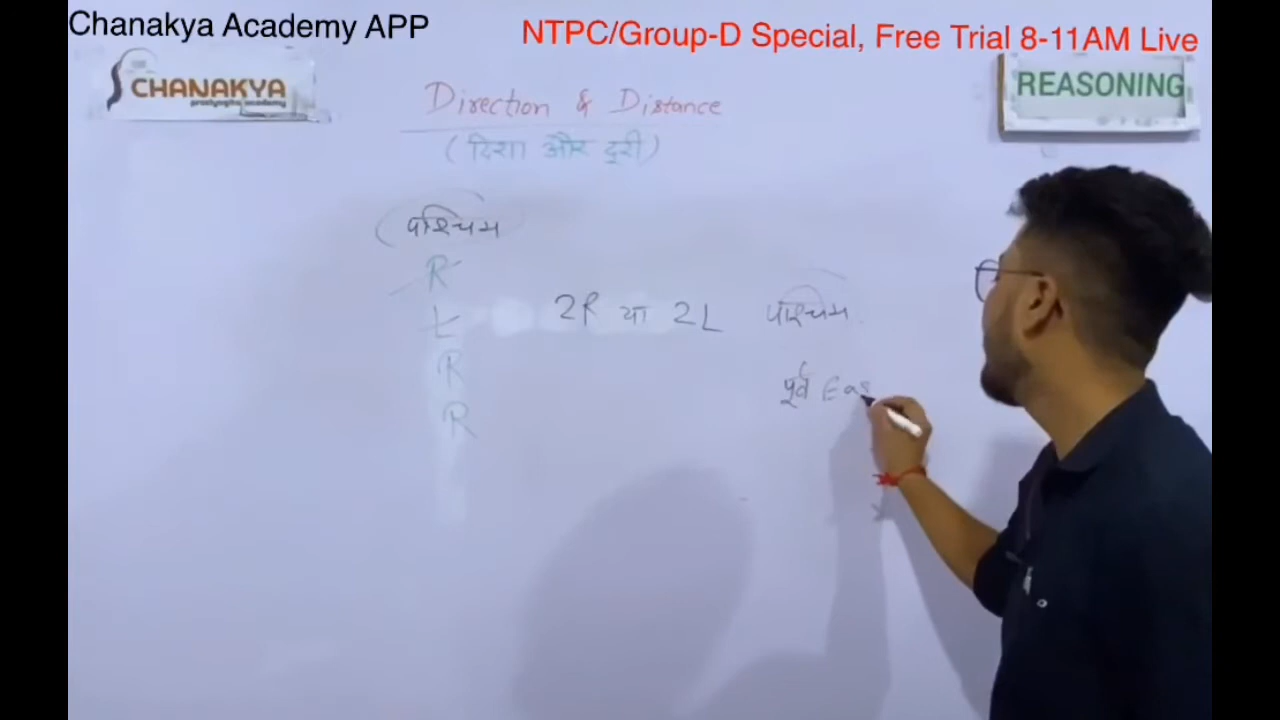 Chanakya Academy APP
NTPC/Group-D Special, Free Trial 8-11AM Live
CHANAKYA
academy
REASONING
Direction & Distance
(दिशा और दूरी)
पश्चिम
R
L
2R या 2L पश्चिम
R
पूर्व Eas
R